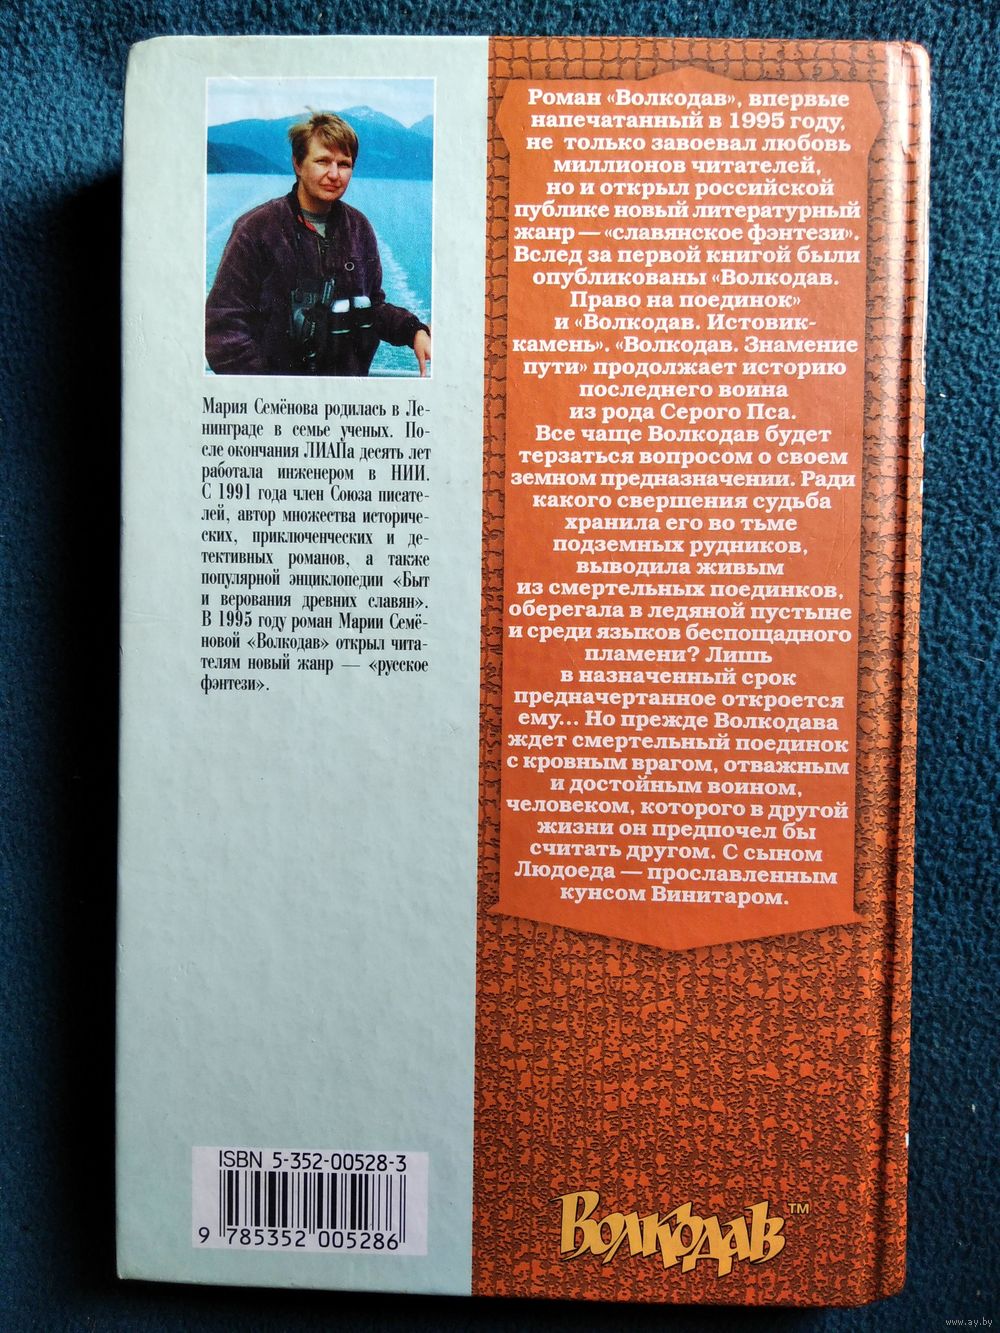 Мария Семёнова родилась в Ле-
нинграде в семье ученых. По-
сле окончания ЛИАПа десять лет
работала инженером в НИИ.
С 1991 года член Союза писате-
лей, автор множества историче-
ских, приключенческих и де-
тективных романов, а также
популярной энциклопедии «Быт
и верования древних славян».
В 1995 году роман Марии Семё-
новой «Волкодав» открыл чита-
телям новый жанр — «русское
фэнтези».
Роман «Волкодав», впервые
напечатанный в 1995 году,
не только завоевал любовь
миллионов читателей,
но и открыл российской
публике новый литературный
жанр — «славянское фэнтези».
Вслед за первой книгой были
опубликованы «Волкодав.
Право на поединок»
и «Волкодав. Истовик-
камень». «Волкодав. Знамение
пути» продолжает историю
последнего воина
из рода Серого Пса.
Все чаще Волкодав будет
терзаться вопросом о своем
земном предназначении. Ради
какого свершения судьба
хранила его во тьме
подземных рудников,
выводила живым
из смертельных поединков,
оберегала в ледяной пустыне
и среди языков беспощадного
пламени? Лишь
в назначенный срок
предначертанное откроется
ему... Но прежде Волкодава
ждет смертельный поединок
с кровным врагом, отважным
и достойным воином,
человеком, которого в другой
жизни он предпочел бы
считать другом. С сыном
Людоеда — прославленным
кунсом Винитаром.
ISBN 5-352-00528-3
9 785352 005286
Волкодав™
www.ay.by